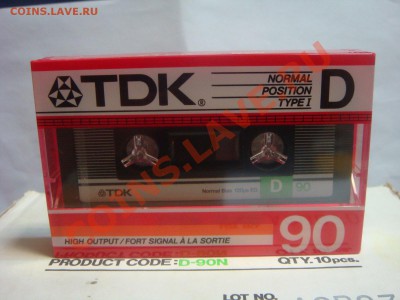 COINS.LAVE.RU
TDK®
NORMAL
POSITION
TYPE I
D
COINS.LAVE.RU
TDK
D 90
HIGH OUTPUT/FORT SIGNAL À LA SORTIE
90
PRODUCT CODE:D-90N
QTY. 10pcs.
LOT NO.